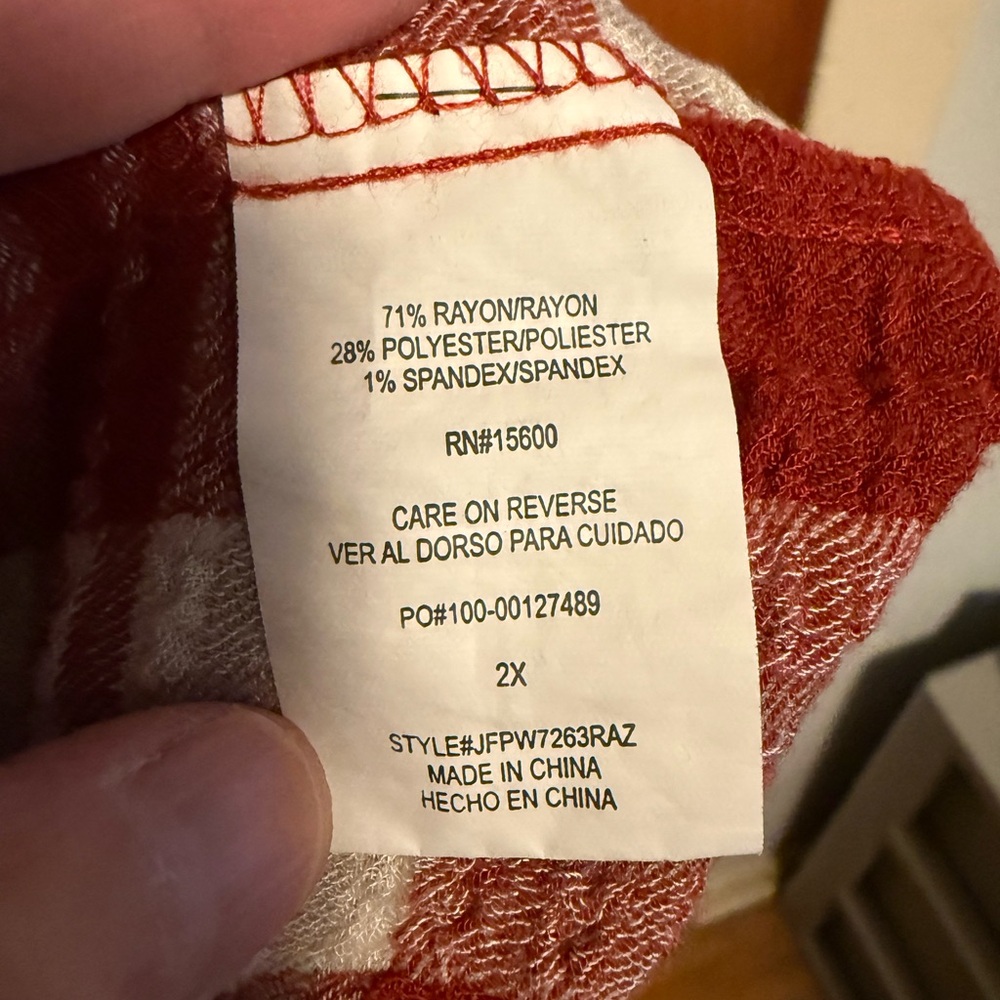 71% RAYON/RAYON
28% POLYESTER/POLIESTER
1% SPANDEX/SPANDEX
RN#15600
CARE ON REVERSE
VER AL DORSO PARA CUIDADO
PO#100-00127489
2X
STYLE#JFPW7263RAZ
MADE IN CHINA
HECHO EN CHINA